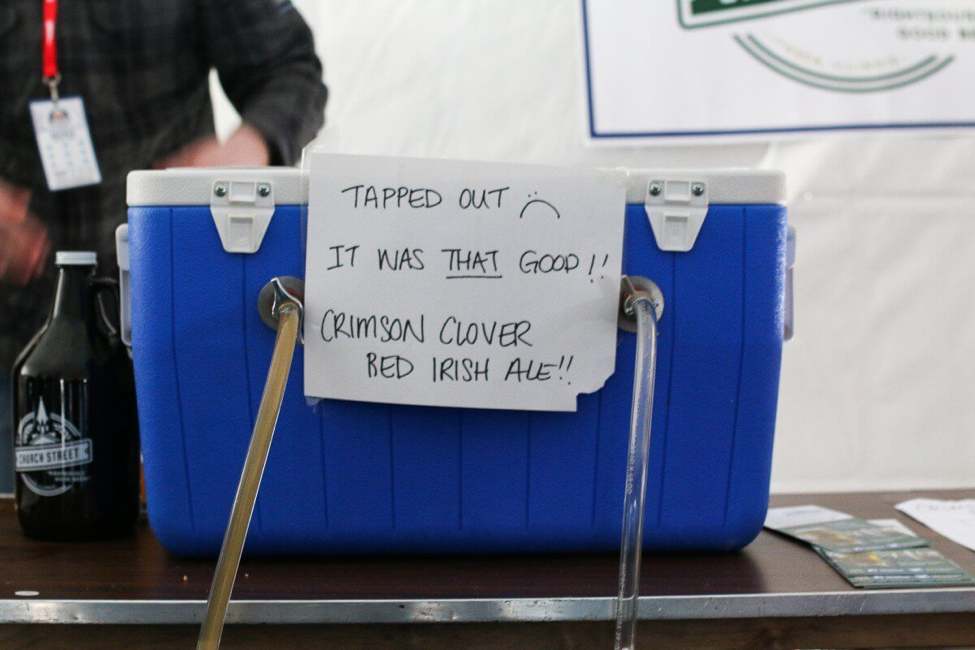 TAPPED OUT :(
IT WAS THAT GOOD!!
CRIMSON CLOVER
RED IRISH ALE!!
CHURCH STREET